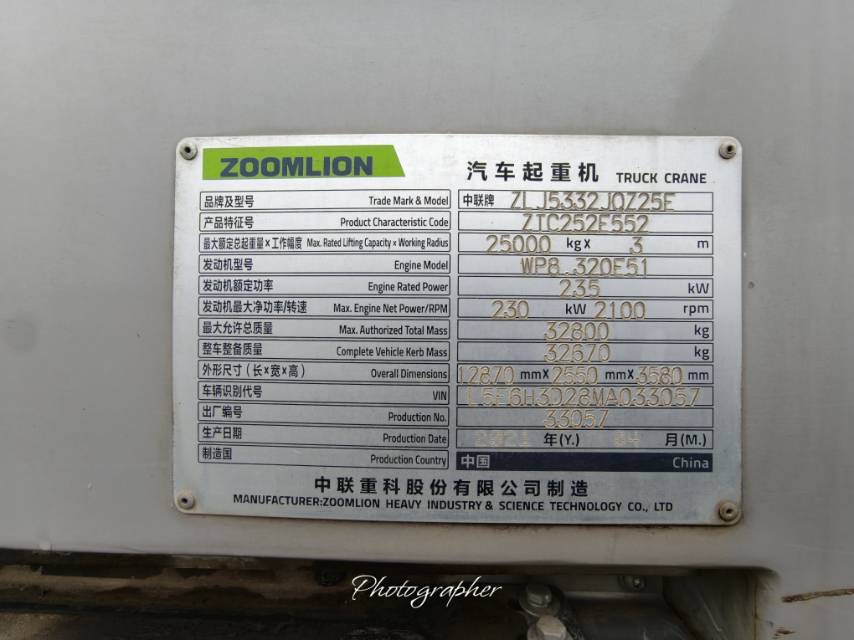 ZOOMLION 汽车起重机 TRUCK CRANE
品牌及型号 Trade Mark & Model 中联牌 ZLJ5332JQZ25E
产品特征号 Product Characteristic Code ZTC252E552
最大额定总起重量×工作幅度 Max. Rated Lifting Capacity × Working Radius 25000 kg× 3 m
发动机型号 Engine Model WP8.320E51
发动机额定功率 Engine Rated Power 235 kW
发动机最大净功率/转速 Max. Engine Net Power/RPM 230 kW 2100 rpm
最大允许总质量 Max. Authorized Total Mass 32800 kg
整车整备质量 Complete Vehicle Kerb Mass 32670 kg
外形尺寸(长×宽×高) Overall Dimensions 12870 mm× 2550 mm× 3580 mm
车辆识别代号 VIN L5E6H3D28MA033057
出厂编号 Production No. 33057
生产日期 Production Date 2021 年(Y.) 04 月(M.)
制造国 Production Country 中国 China
中联重科股份有限公司制造
MANUFACTURER:ZOOMLION HEAVY INDUSTRY & SCIENCE TECHNOLOGY CO., LTD
Photographer